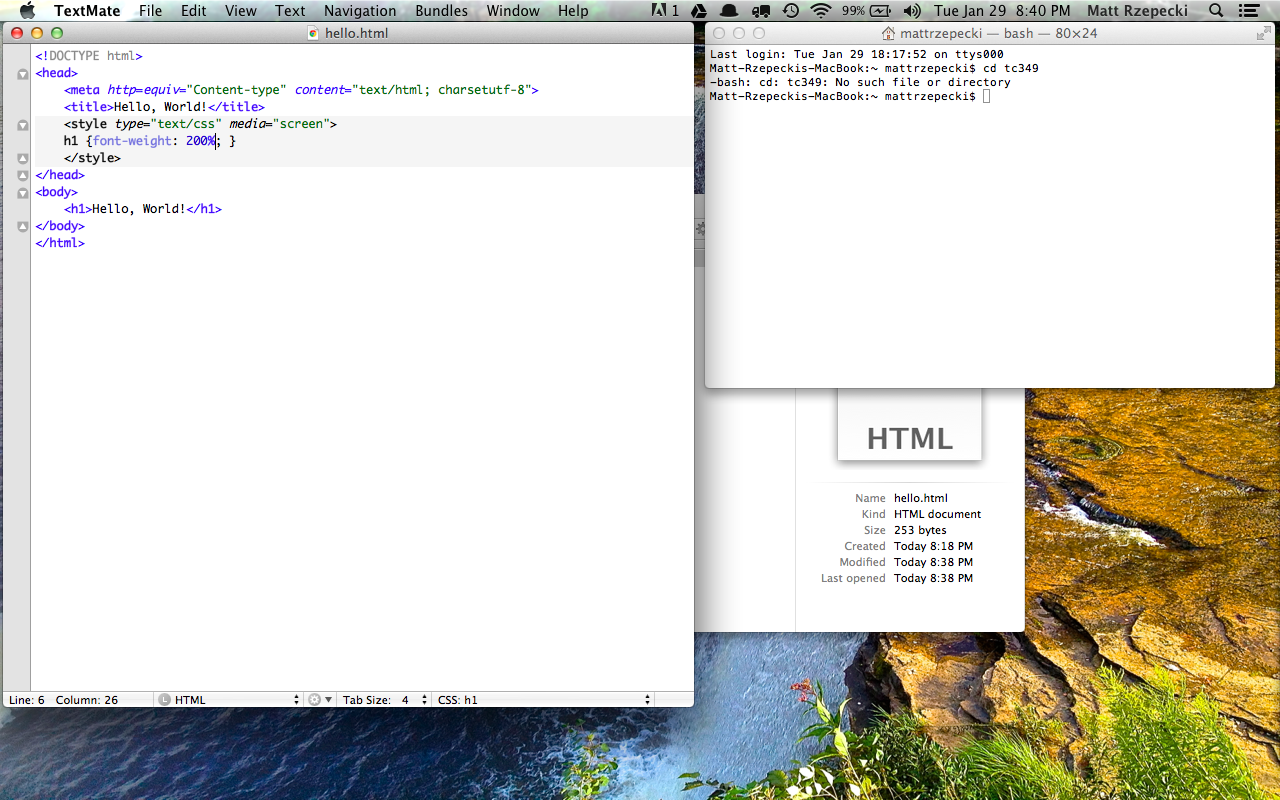 TextMate File Edit View Text Navigation Bundles Window Help 1 99% Tue Jan 29 8:40 PM Matt Rzepecki
hello.html
<!DOCTYPE html>
<head>
<meta http-equiv="Content-type" content="text/html; charsetutf-8">
<title>Hello, World!</title>
<style type="text/css" media="screen">
h1 {font-weight: 200%; }
</style>
</head>
<body>
<h1>Hello, World!</h1>
</body>
</html>
Line: 6 Column: 26 L HTML Tab Size: 4 CSS: h1
mattrzepecki — bash — 80×24
Last login: Tue Jan 29 18:17:52 on ttys000
Matt-Rzepeckis-MacBook:~ mattrzepecki$ cd tc349
-bash: cd: tc349: No such file or directory
Matt-Rzepeckis-MacBook:~ mattrzepecki$
HTML
Name hello.html
Kind HTML document
Size 253 bytes
Created Today 8:18 PM
Modified Today 8:38 PM
Last opened Today 8:38 PM